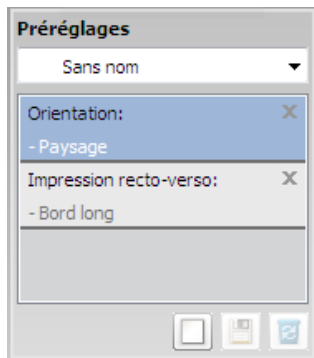 Préréglages
Sans nom
Orientation:
- Paysage
Impression recto-verso:
- Bord long